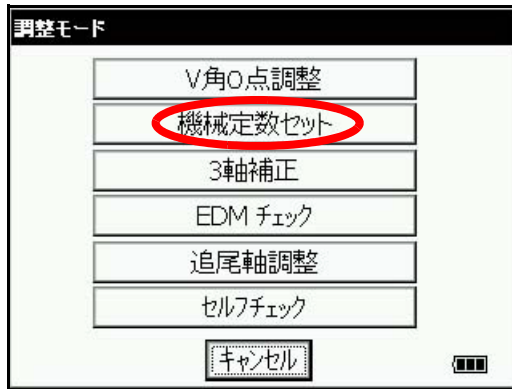 調整モード
V角0点調整
機械定数セット
3軸補正
EDM チェック
追尾軸調整
セルフチェック
キャンセル